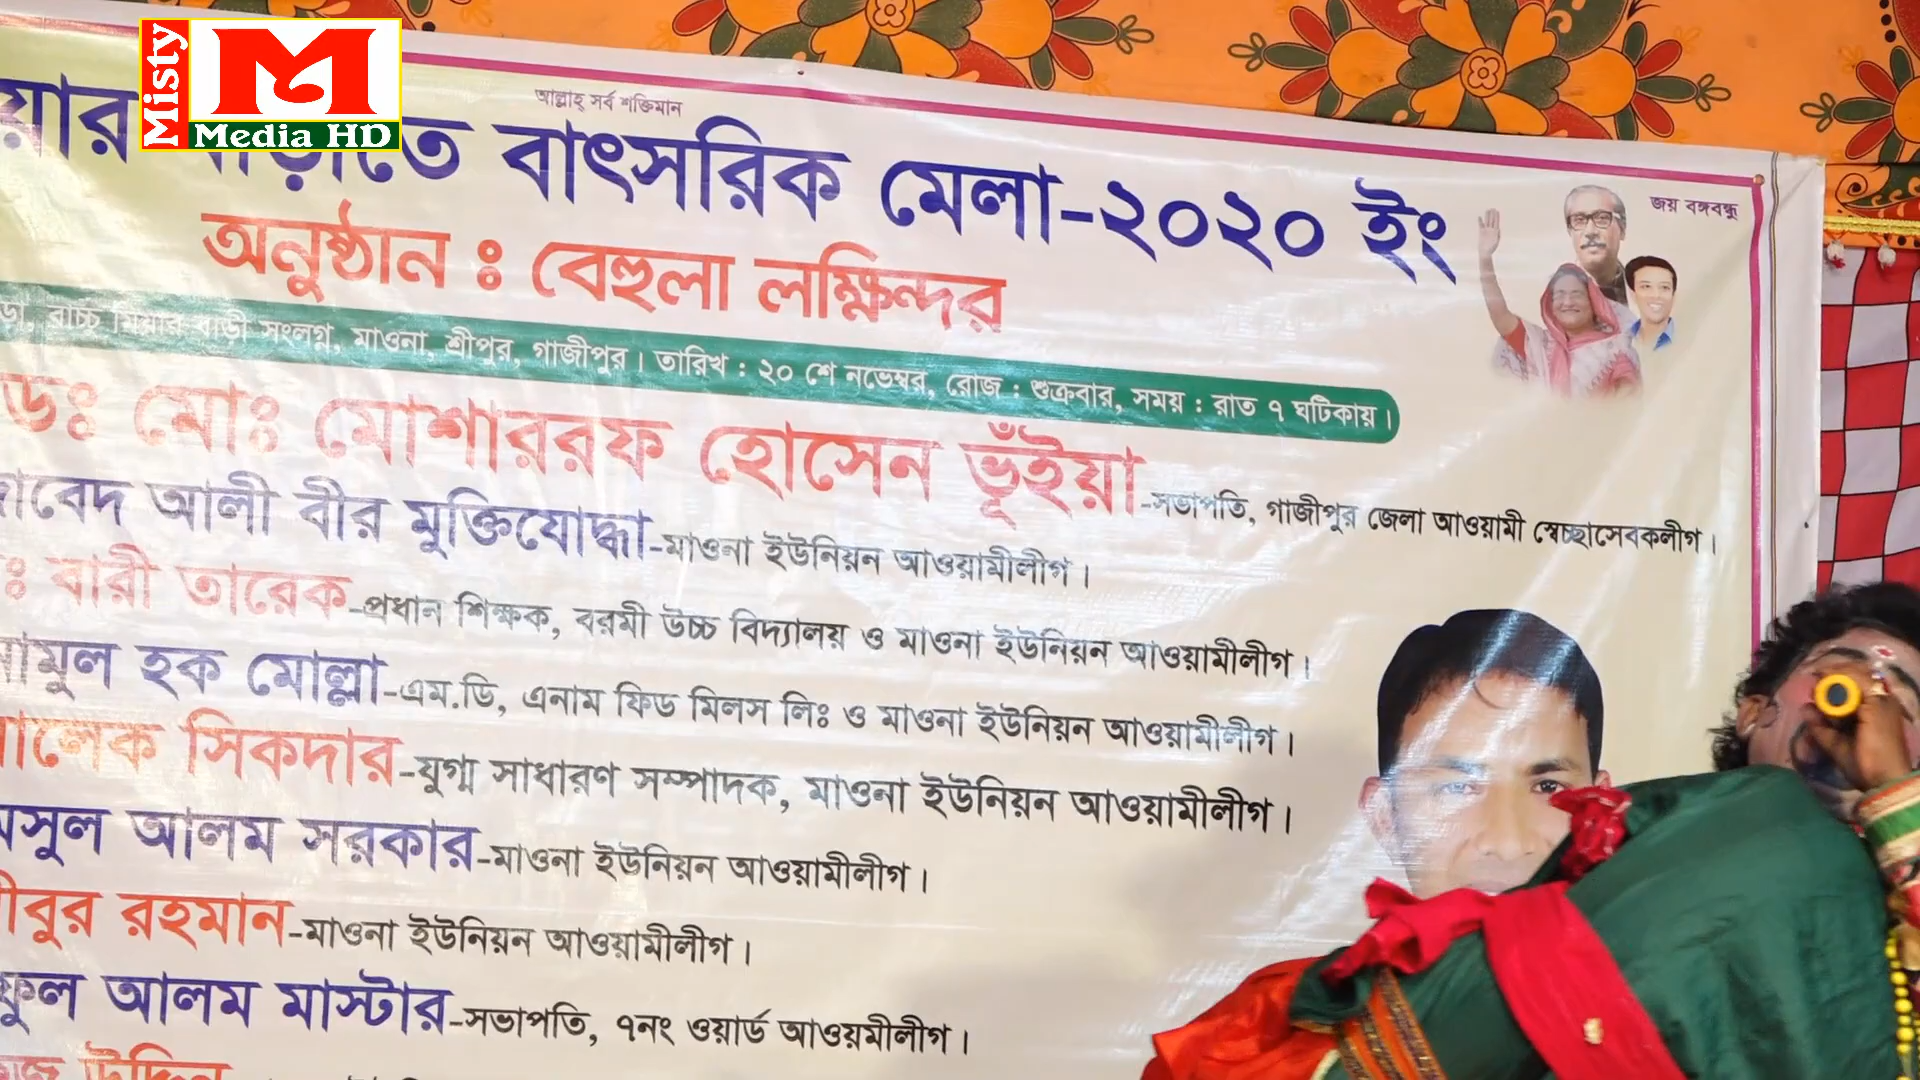 Misty
Media HD
আল্লাহ্ সর্ব শক্তিমান
জয় বঙ্গবন্ধু
বাৎসরিক মেলা-২০২০ ইং
অনুষ্ঠান ঃ বেহুলা লক্ষিন্দর
বাচ্চু মিয়ার বাড়ী সংলগ্ন, মাওনা, শ্রীপুর, গাজীপুর। তারিখ : ২০ শে নভেম্বর, রোজ : শুক্রবার, সময় : রাত ৭ ঘটিকায়।
ডঃ মোঃ মোশাররফ হোসেন ভূঁইয়া-সভাপতি, গাজীপুর জেলা আওয়ামী স্বেচ্ছাসেবকলীগ।
আলী বীর মুক্তিযোদ্ধা-মাওনা ইউনিয়ন আওয়ামীলীগ।
বারী তারেক-প্রধান শিক্ষক, বরমী উচ্চ বিদ্যালয় ও মাওনা ইউনিয়ন আওয়ামীলীগ।
হক মোল্লা-এম.ডি, এনাম ফিড মিলস লিঃ ও মাওনা ইউনিয়ন আওয়ামীলীগ।
সিকদার-যুগ্ম সাধারণ সম্পাদক, মাওনা ইউনিয়ন আওয়ামীলীগ।
আলম সরকার-মাওনা ইউনিয়ন আওয়ামীলীগ।
রহমান-মাওনা ইউনিয়ন আওয়ামীলীগ।
আলম মাস্টার-সভাপতি, ৭নং ওয়ার্ড আওয়মীলীগ।
উদ্দিন